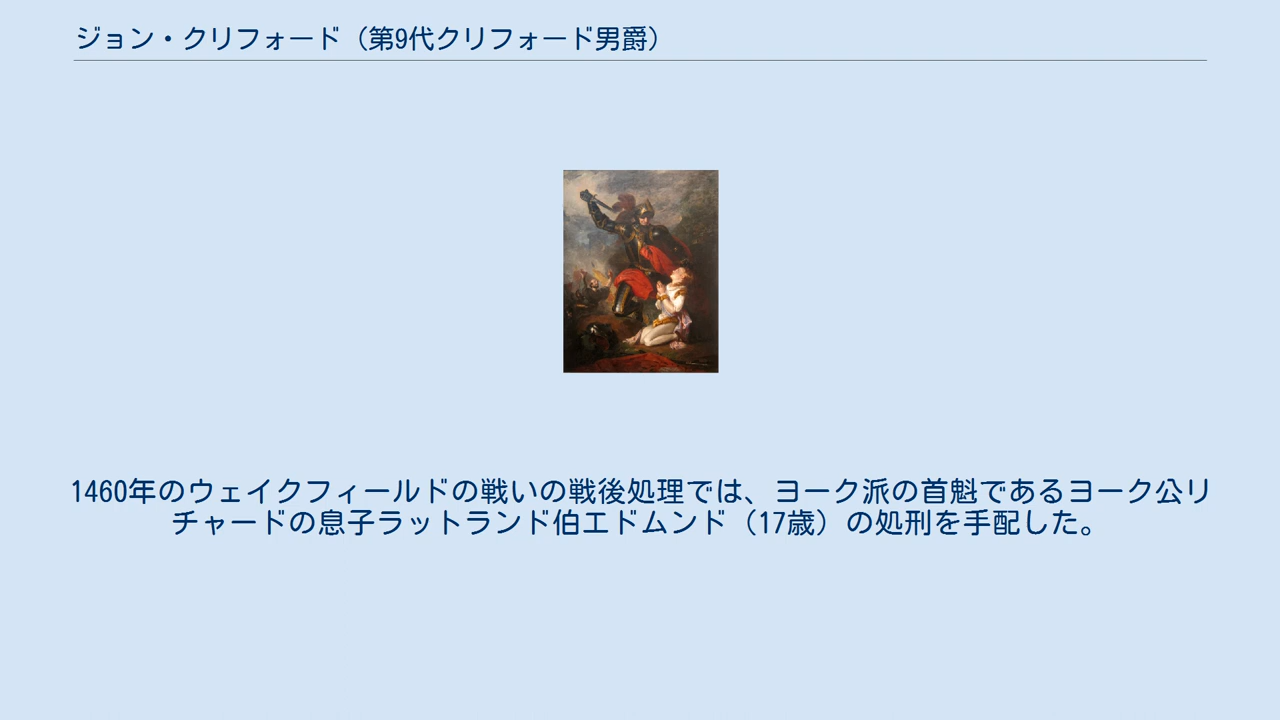 ジョン・クリフォード（第9代クリフォード男爵）
1460年のウェイクフィールドの戦いの戦後処理では、ヨーク派の首魁であるヨーク公リ
チャードの息子ラットランド伯エドムンド（17歳）の処刑を手配した。